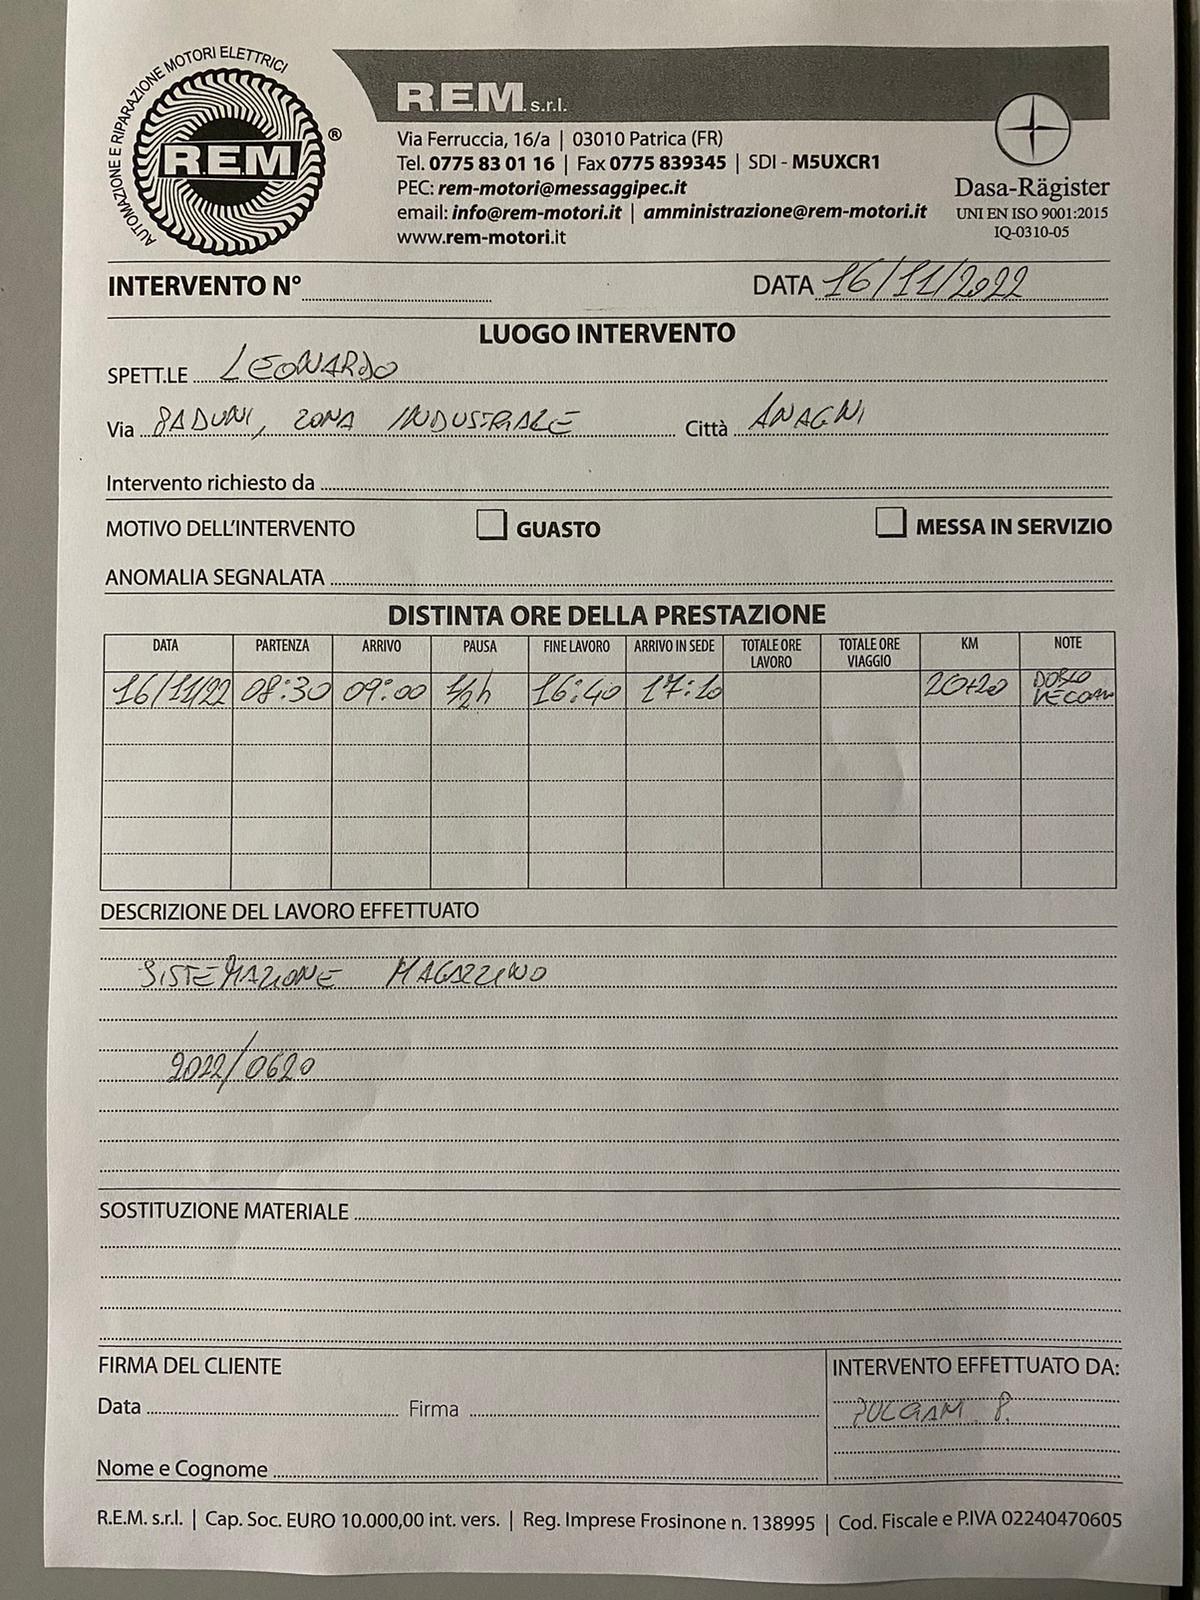 AUTOMAZIONE E RIPARAZIONE MOTORI ELETTRICI
R.E.M. ®
R.E.M. s.r.l.
Via Ferruccia, 16/a | 03010 Patrica (FR)
Tel. 0775 83 01 16 | Fax 0775 839345 | SDI - M5UXCR1
PEC: rem-motori@messaggipec.it
email: info@rem-motori.it | amministrazione@rem-motori.it
www.rem-motori.it
Dasa-Rägister
UNI EN ISO 9001:2015
IQ-0310-05
INTERVENTO N° DATA 16/11/2022
LUOGO INTERVENTO
SPETT.LE LEONARDO
Via PADUNI, ZONA INDUSTRIALE Città ANAGNI
Intervento richiesto da
MOTIVO DELL'INTERVENTO GUASTO MESSA IN SERVIZIO
ANOMALIA SEGNALATA
DISTINTA ORE DELLA PRESTAZIONE
DATA PARTENZA ARRIVO PAUSA FINE LAVORO ARRIVO IN SEDE TOTALE ORE LAVORO TOTALE ORE VIAGGIO KM NOTE
16/11/22 08:30 09:00 1/2h 16:40 17:10 20+20
DESCRIZIONE DEL LAVORO EFFETTUATO
SISTEMAZIONE MAGAZZINO
2022/0620
SOSTITUZIONE MATERIALE
FIRMA DEL CLIENTE
Data Firma
Nome e Cognome
INTERVENTO EFFETTUATO DA:
R.E.M. s.r.l. | Cap. Soc. EURO 10.000,00 int. vers. | Reg. Imprese Frosinone n. 138995 | Cod. Fiscale e P.IVA 02240470605